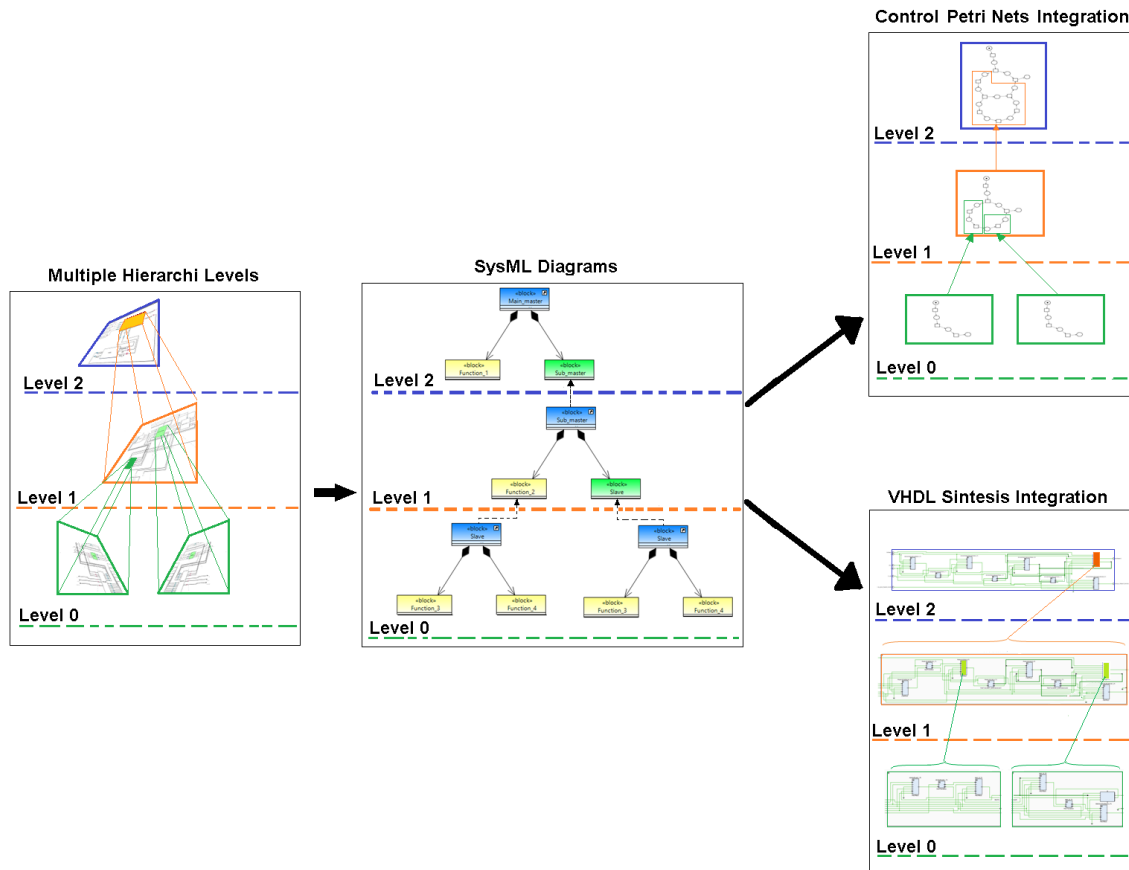 Control Petri Nets Integration
Level 2
Level 1
Level 0
Multiple Hierarchi Levels
Level 2
Level 1
Level 0
SysML Diagrams
«block»
Main_master
«block»
Function_1
«block»
Sub_master
Level 2
«block»
Sub_master
«block»
Function_2
«block»
Slave
Level 1
«block»
Slave
«block»
Slave
«block»
Function_3
«block»
Function_4
«block»
Function_3
«block»
Function_4
Level 0
VHDL Sintesis Integration
Level 2
Level 1
Level 0